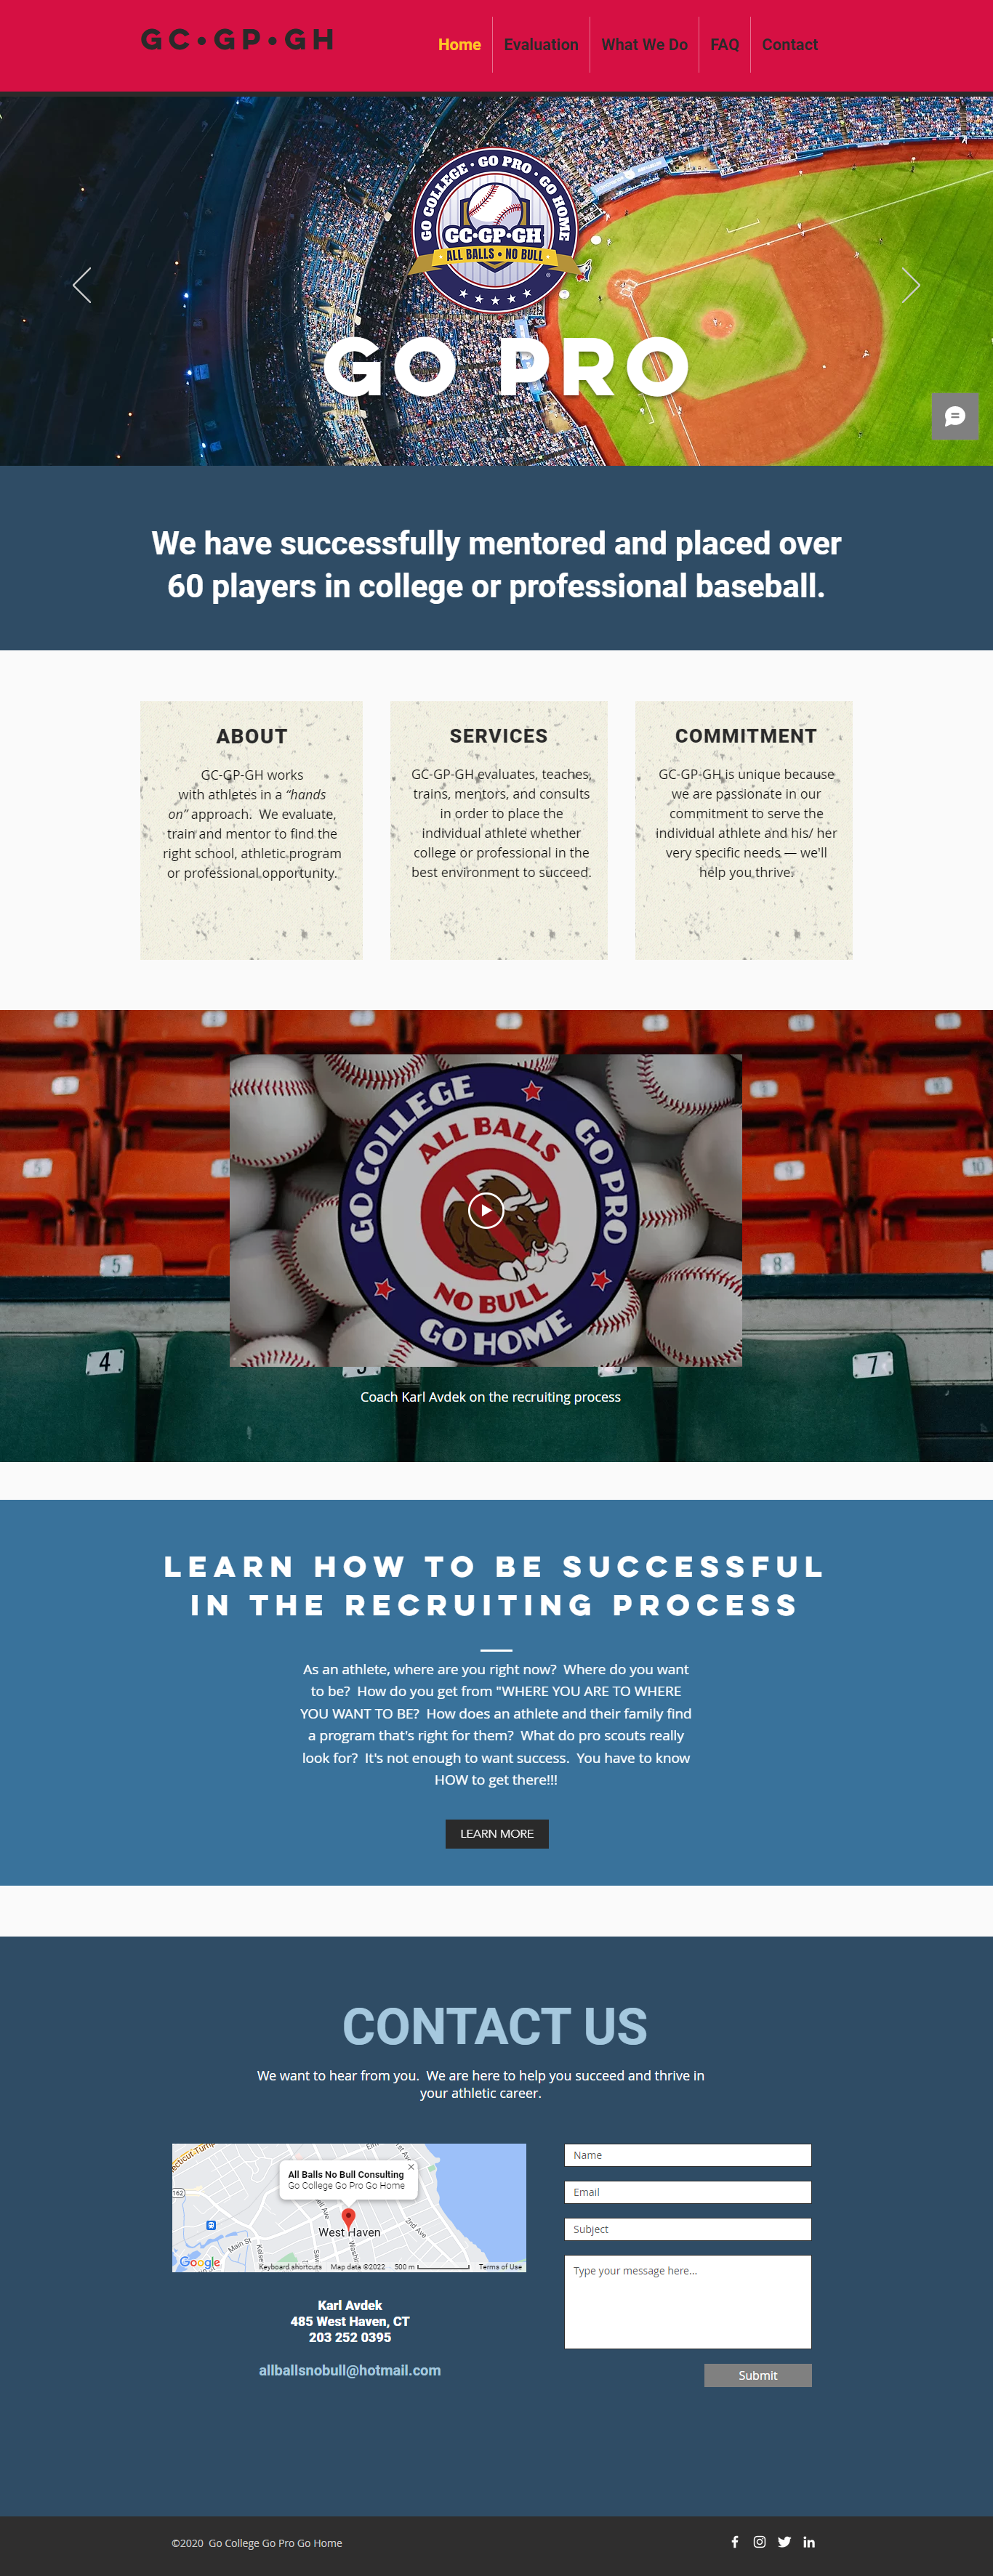 GC•GP•GH
Home
Evaluation
What We Do
FAQ
Contact
GO COLLEGE • GO PRO • GO HOME
GC•GP•GH
ALL BALLS • NO BULL
GO PRO
We have successfully mentored and placed over
60 players in college or professional baseball.
ABOUT
GC-GP-GH works
with athletes in a “hands
on” approach.  We evaluate,
train and mentor to find the
right school, athletic program
or professional opportunity.
SERVICES
GC-GP-GH evaluates, teaches,
trains, mentors, and consults
in order to place the
individual athlete whether
college or professional in the
best environment to succeed.
COMMITMENT
GC-GP-GH is unique because
we are passionate in our
commitment to serve the
individual athlete and his/ her
very specific needs — we'll
help you thrive.
5
9
10
5
8
4
7
GO COLLEGE
GO PRO
ALL BALLS
NO BULL
GO HOME
Coach Karl Avdek on the recruiting process
LEARN HOW TO BE SUCCESSFUL
IN THE RECRUITING PROCESS
As an athlete, where are you right now?  Where do you want
to be?  How do you get from "WHERE YOU ARE TO WHERE
YOU WANT TO BE?  How does an athlete and their family find
a program that's right for them?  What do pro scouts really
look for?  It's not enough to want success.  You have to know
HOW to get there!!!
LEARN MORE
CONTACT US
We want to hear from you.  We are here to help you succeed and thrive in
your athletic career.
All Balls No Bull Consulting
Go College Go Pro Go Home
162
West Haven
2nd Ave
Main St
Google
Keyboard shortcuts
Map data ©2022
500 m
Terms of Use
Karl Avdek
485 West Haven, CT
203 252 0395
allballsnobull@hotmail.com
Name
Email
Subject
Type your message here...
Submit
©2020  Go College Go Pro Go Home